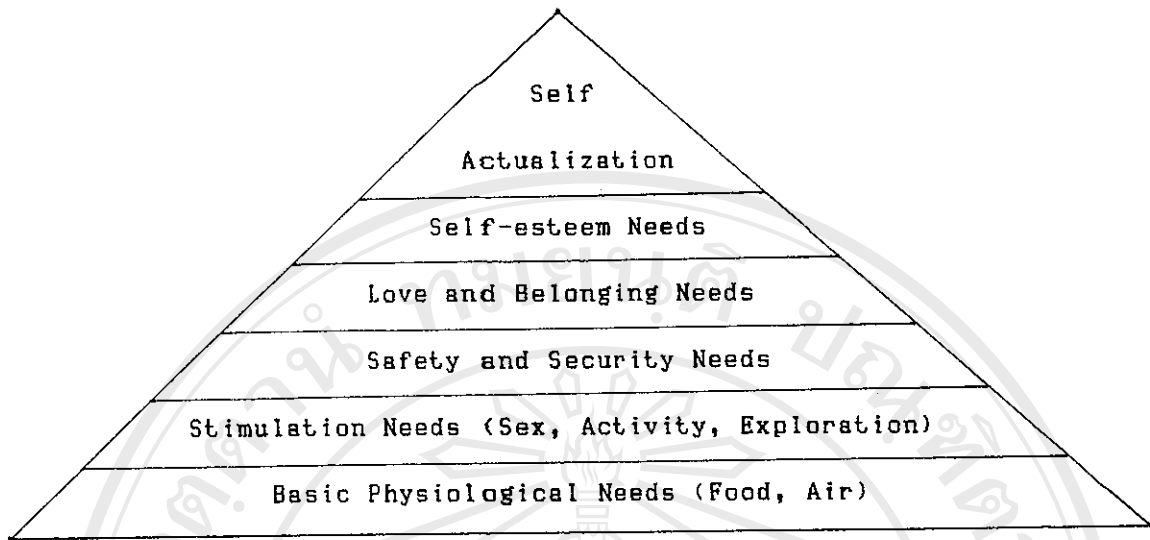 Self
Actualization
Self-esteem Needs
Love and Belonging Needs
Safety and Security Needs
Stimulation Needs (Sex, Activity, Exploration)
Basic Physiological Needs (Food, Air)